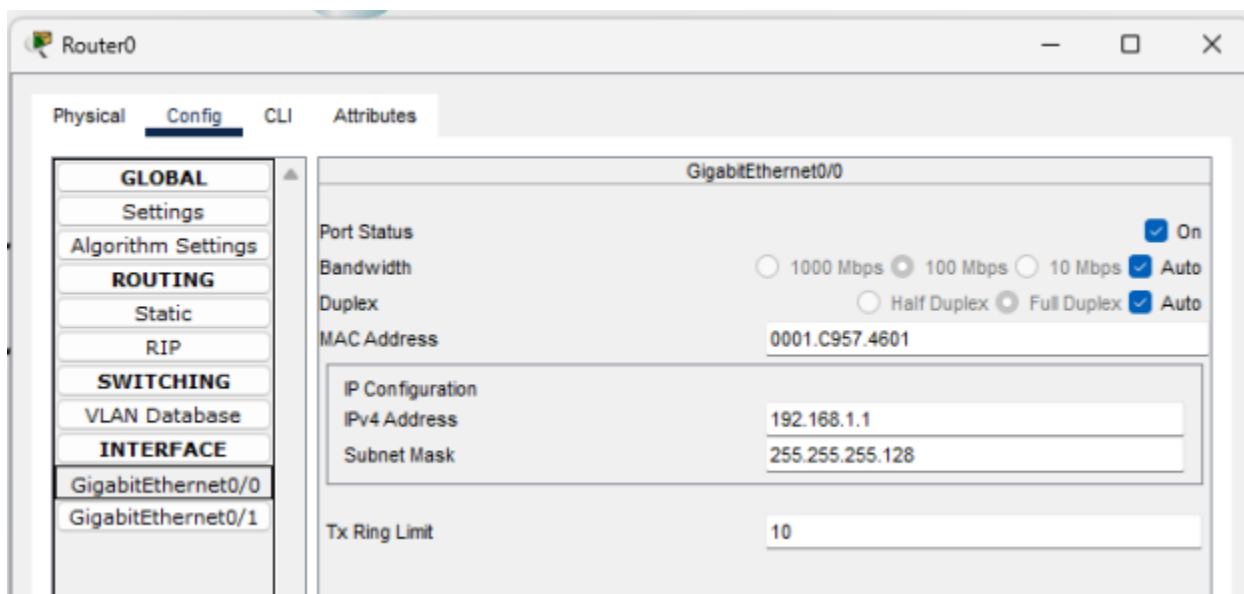 Router0
Physical Config CLI Attributes
GLOBAL
Settings
Algorithm Settings
ROUTING
Static
RIP
SWITCHING
VLAN Database
INTERFACE
GigabitEthernet0/0
GigabitEthernet0/1
GigabitEthernet0/0
Port Status On
Bandwidth 1000 Mbps 100 Mbps 10 Mbps Auto
Duplex Half Duplex Full Duplex Auto
MAC Address 0001.C957.4601
IP Configuration
IPv4 Address 192.168.1.1
Subnet Mask 255.255.255.128
Tx Ring Limit 10